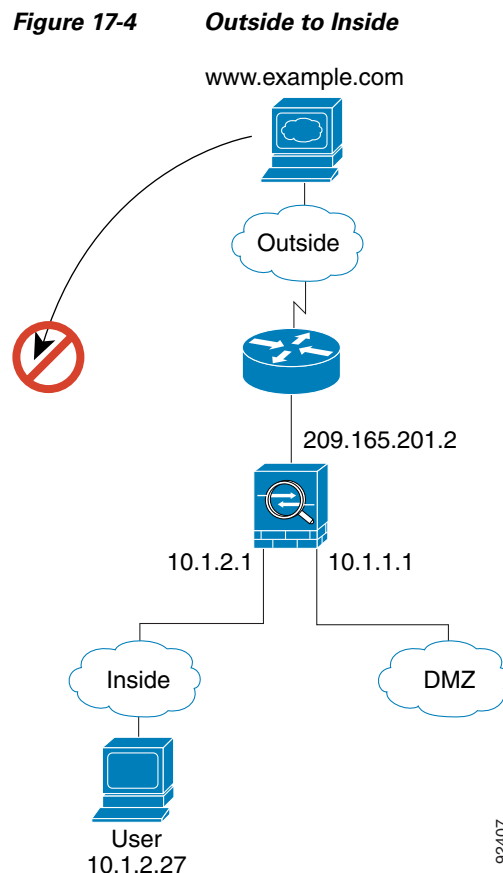 Figure 17-4 Outside to Inside
www.example.com
Outside
209.165.201.2
10.1.2.1 10.1.1.1
Inside DMZ
User
10.1.2.27
92407